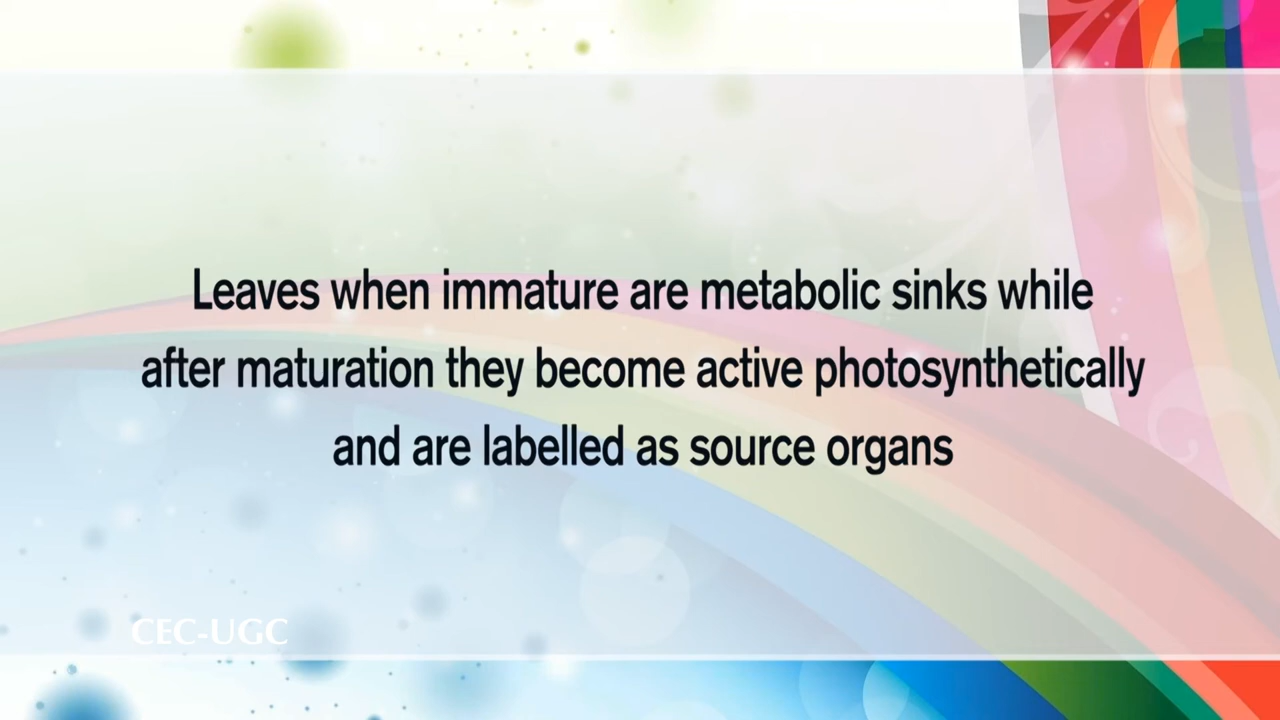 Leaves when immature are metabolic sinks while
after maturation they become active photosynthetically
and are labelled as source organs
CEC-UGC